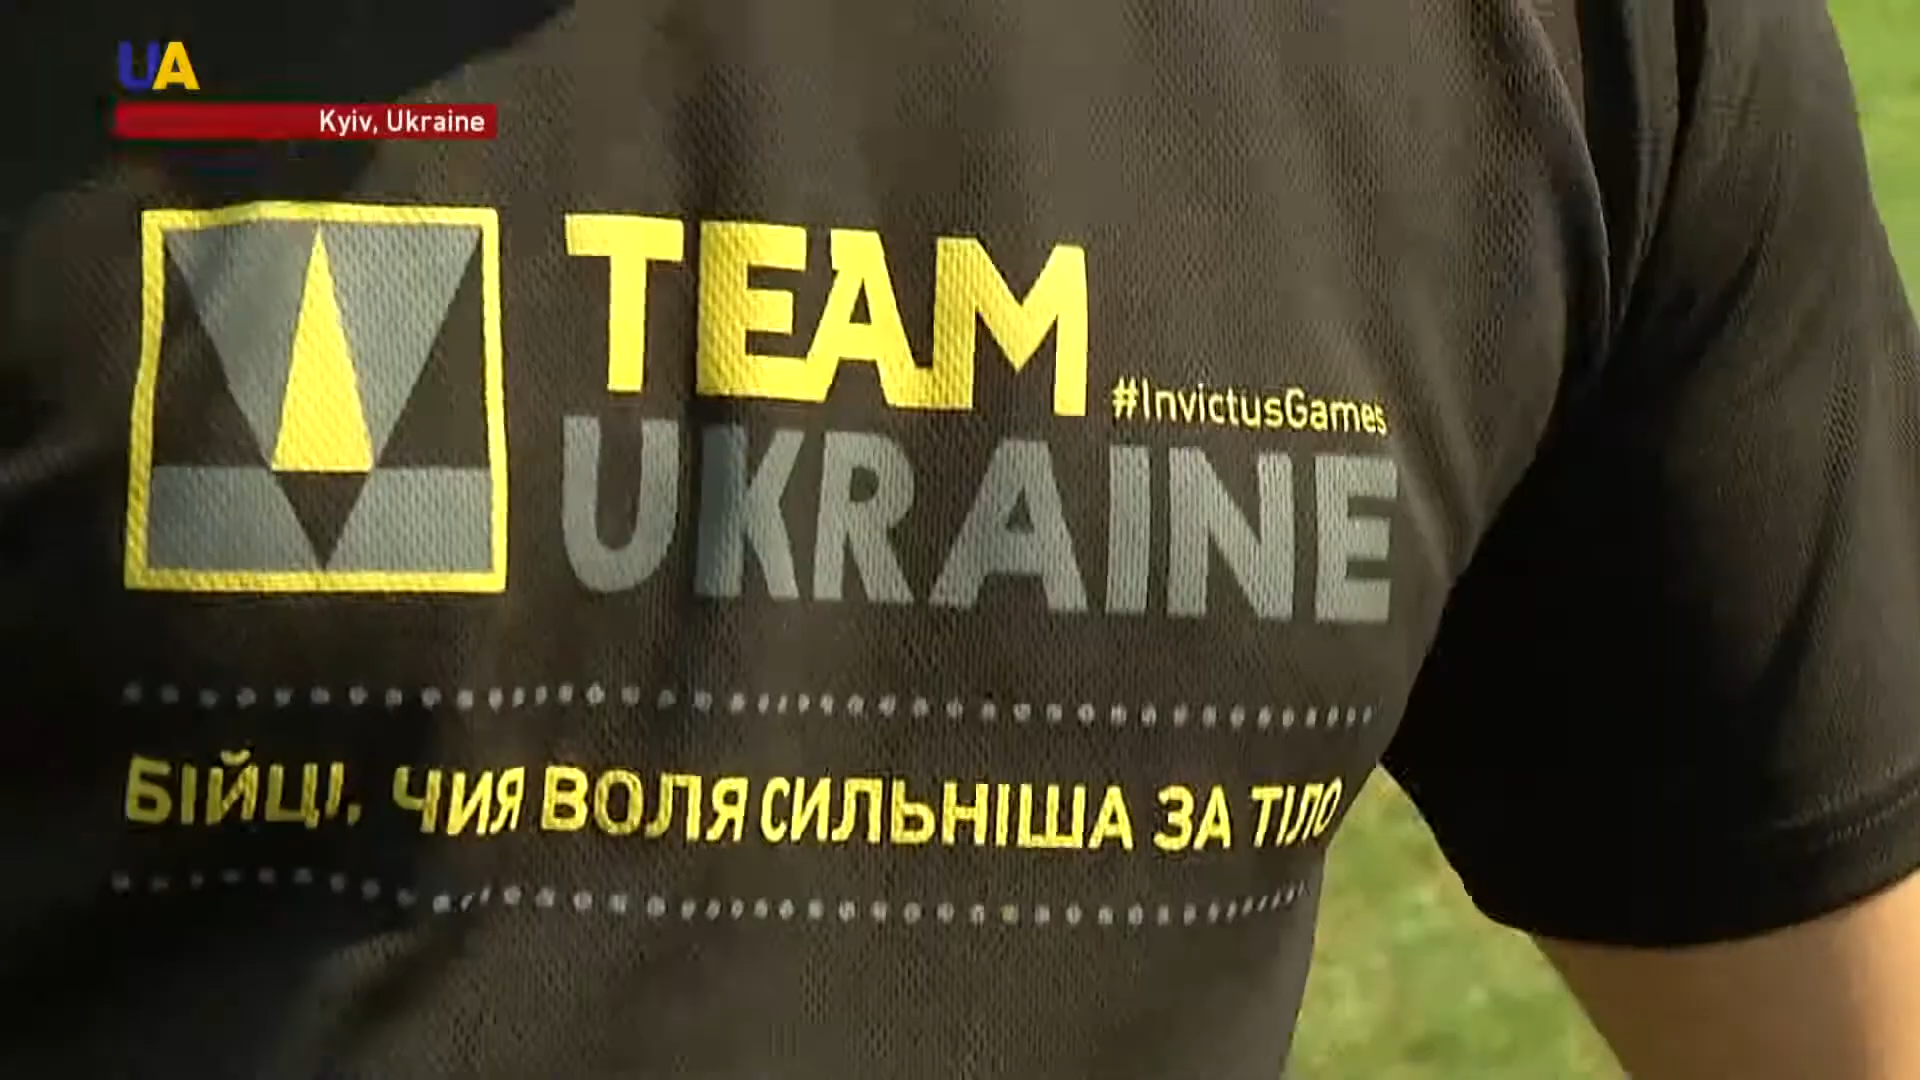 UA
Kyiv, Ukraine
TEAM
#InvictusGames
UKRAINE
БІЙЦІ, ЧИЯ ВОЛЯ СИЛЬНІША ЗА ТІЛО